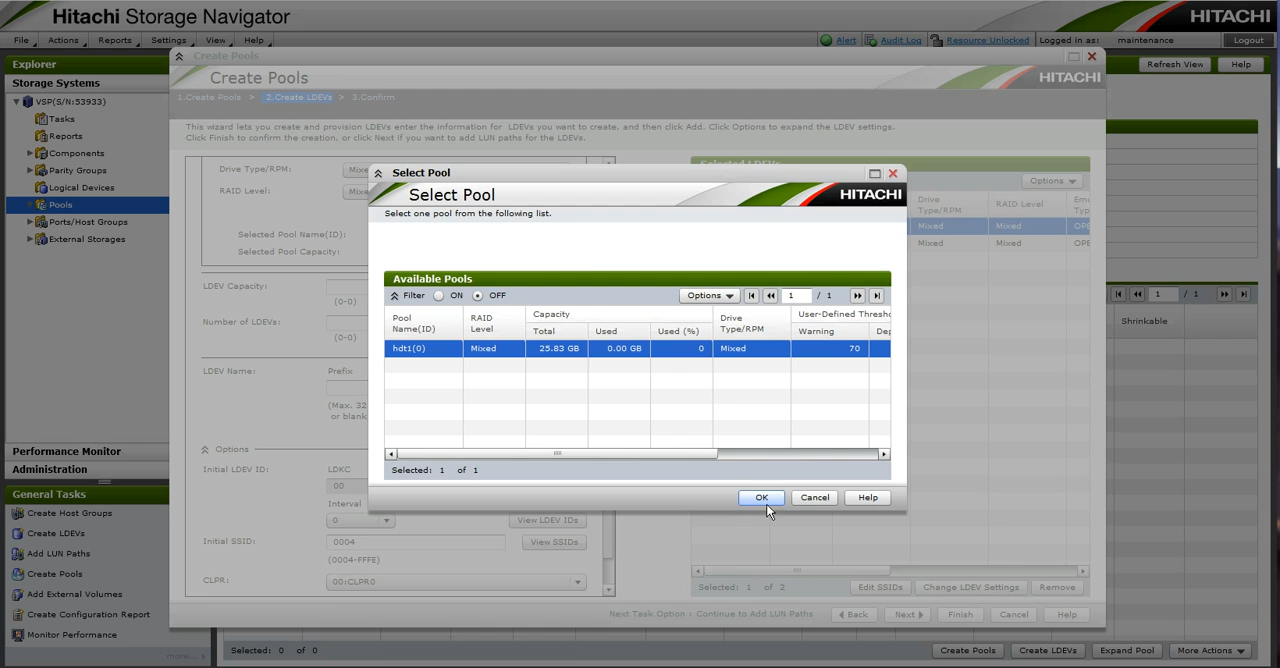 Hitachi Storage Navigator
HITACHI
File Actions Reports Settings View Help
Alert Audit Log Resource Unlocked Logged in as: maintenance Logout
Explorer
Storage Systems
VSP(S/N:53933)
Tasks
Reports
Components
Parity Groups
Logical Devices
Pools
Ports/Host Groups
External Storages
Performance Monitor
Administration
General Tasks
Create Host Groups
Create LDEVs
Add LUN Paths
Create Pools
Add External Volumes
Create Configuration Report
Monitor Performance
more...
Refresh View Help
Create Pools
Create Pools
HITACHI
1.Create Pools > 2.Create LDEVs > 3.Confirm
This wizard lets you create and provision LDEVs enter the information for LDEVs you want to create, and then click Add. Click Options to expand the LDEV settings.
Click Finish to confirm the creation, or click Next if you want to add LUN paths for the LDEVs.
Drive Type/RPM: Mixe
RAID Level: Mixe
Selected Pool Name(ID):
Selected Pool Capacity:
LDEV Capacity:
(0-0)
Number of LDEVs:
(0-0)
LDEV Name: Prefix
(Max. 32
or blank
Options
Initial LDEV ID: LDKC
00
Interval
0 View LDEV IDs
Initial SSID: 0004 View SSIDs
(0004-FFFE)
CLPR: 00:CLPR0
Selected LDEVs
Options
Drive Type/RPM RAID Level Emu Typ
Mixed Mixed OPE
Mixed Mixed OPE
Selected: 1 of 2 Edit SSIDs Change LDEV Settings Remove
Next Task Option : Continue to Add LUN Paths Back Next Finish Cancel Help
Select Pool
Select Pool
HITACHI
Select one pool from the following list.
Available Pools
Filter ON OFF Options 1 / 1
Pool Name(ID) RAID Level Capacity Drive Type/RPM User-Defined Thresho
Total Used Used (%) Warning Dep
hdt1(0) Mixed 25.83 GB 0.00 GB 0 Mixed 70
Selected: 1 of 1
OK Cancel Help
1 / 1
Shrinkable
Selected: 0 of 0 Create Pools Create LDEVs Expand Pool More Actions